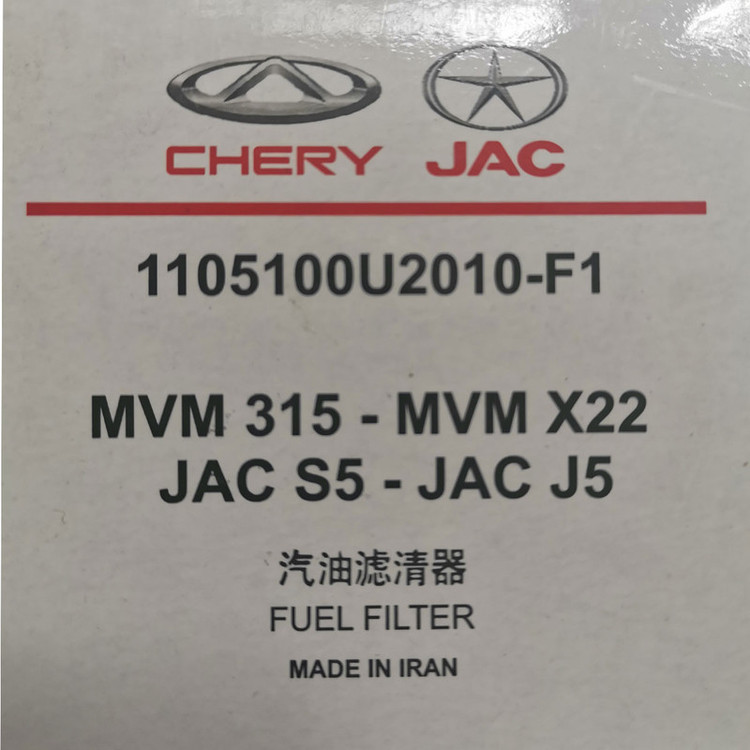 CHERY JAC
1105100U2010-F1
MVM 315 - MVM X22
JAC S5 - JAC J5
汽油滤清器
FUEL FILTER
MADE IN IRAN